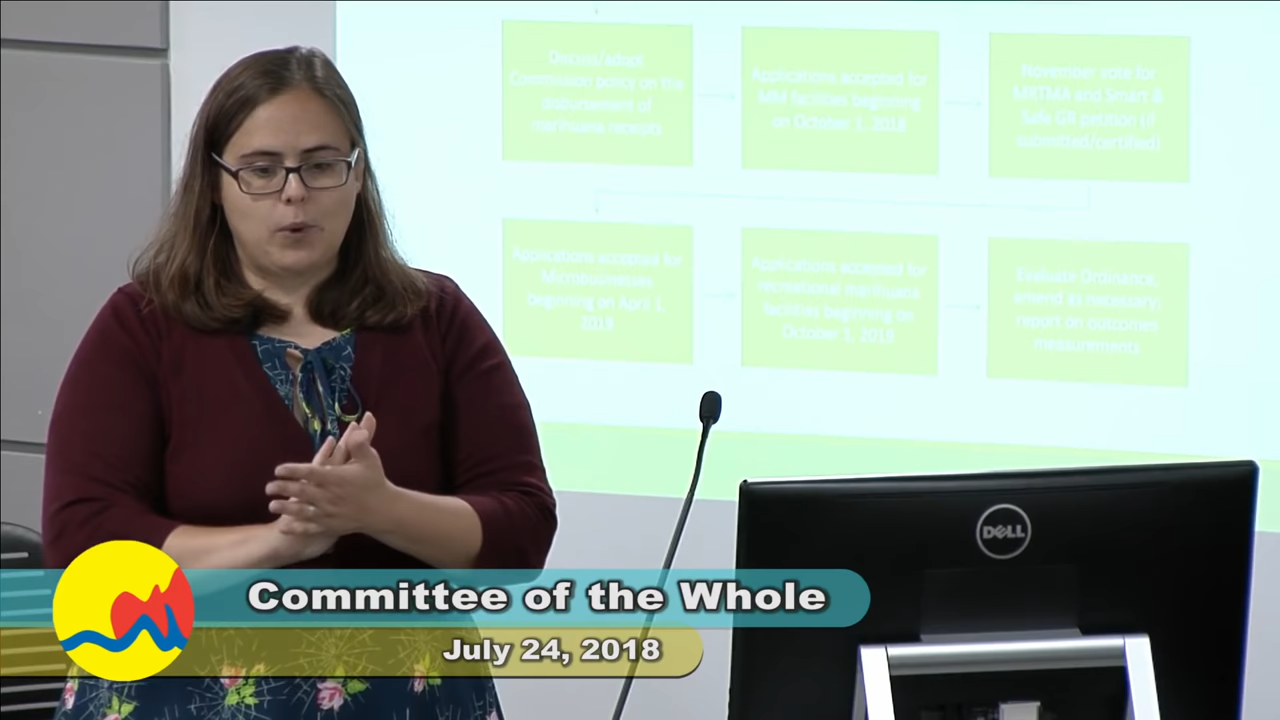 Discuss/adopt
Commission policy on the
disbursement of
marihuana receipts
Applications accepted for
MM facilities beginning
on October 1, 2018
November vote for
MRTMA and Smart &
Safe GR petition (if
submitted/certified)
Applications accepted for
Microbusinesses
beginning on April 1,
2019
Applications accepted for
recreational marihuana
facilities beginning on
October 1, 2019
Evaluate Ordinance,
amend as necessary;
report on outcomes
measurements
DELL
Committee of the Whole
July 24, 2018